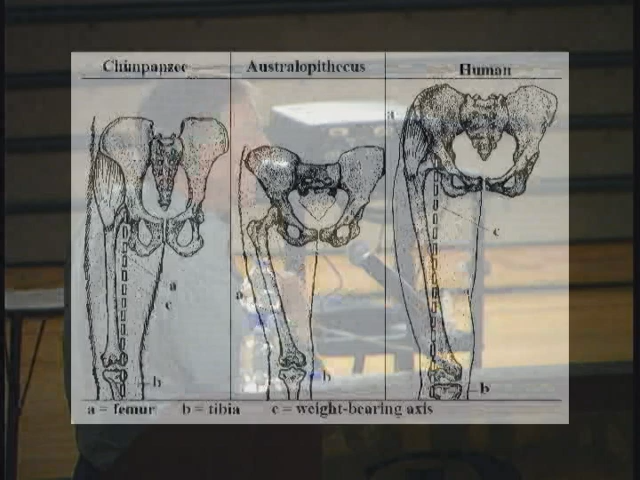 Chimpanzee Australopithecus Human
a
c
a
c
a
b
b
b
a = femur b = tibia c = weight-bearing axis